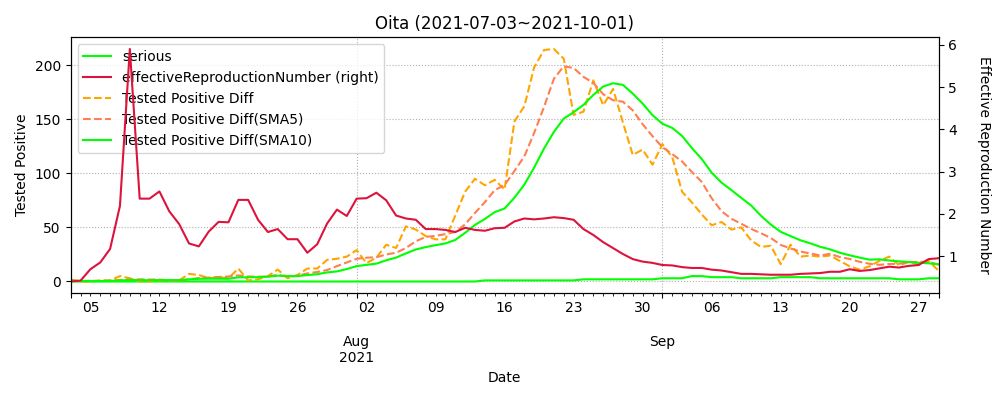 Oita (2021-07-03~2021-10-01)
serious
effectiveReproductionNumber (right)
Tested Positive Diff
Tested Positive Diff(SMA5)
Tested Positive Diff(SMA10)
Tested Positive
200
150
100
50
0
6
5
4
3
2
1
Effective Reproduction Number
05 12 19 26 02 09 16 23 30 06 13 20 27
Aug Sep
2021
Date